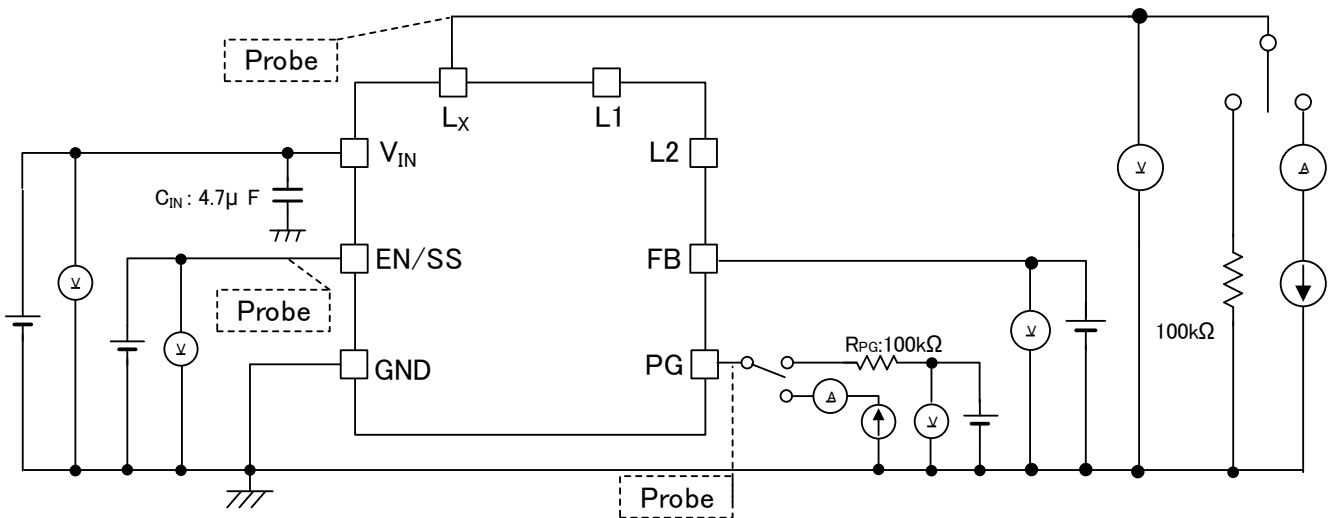 Probe
LX
L1
VIN
L2
V
A
CIN : 4.7μ F
EN/SS
FB
V
Probe
V
V
100kΩ
RPG:100kΩ
GND
PG
A
V
Probe